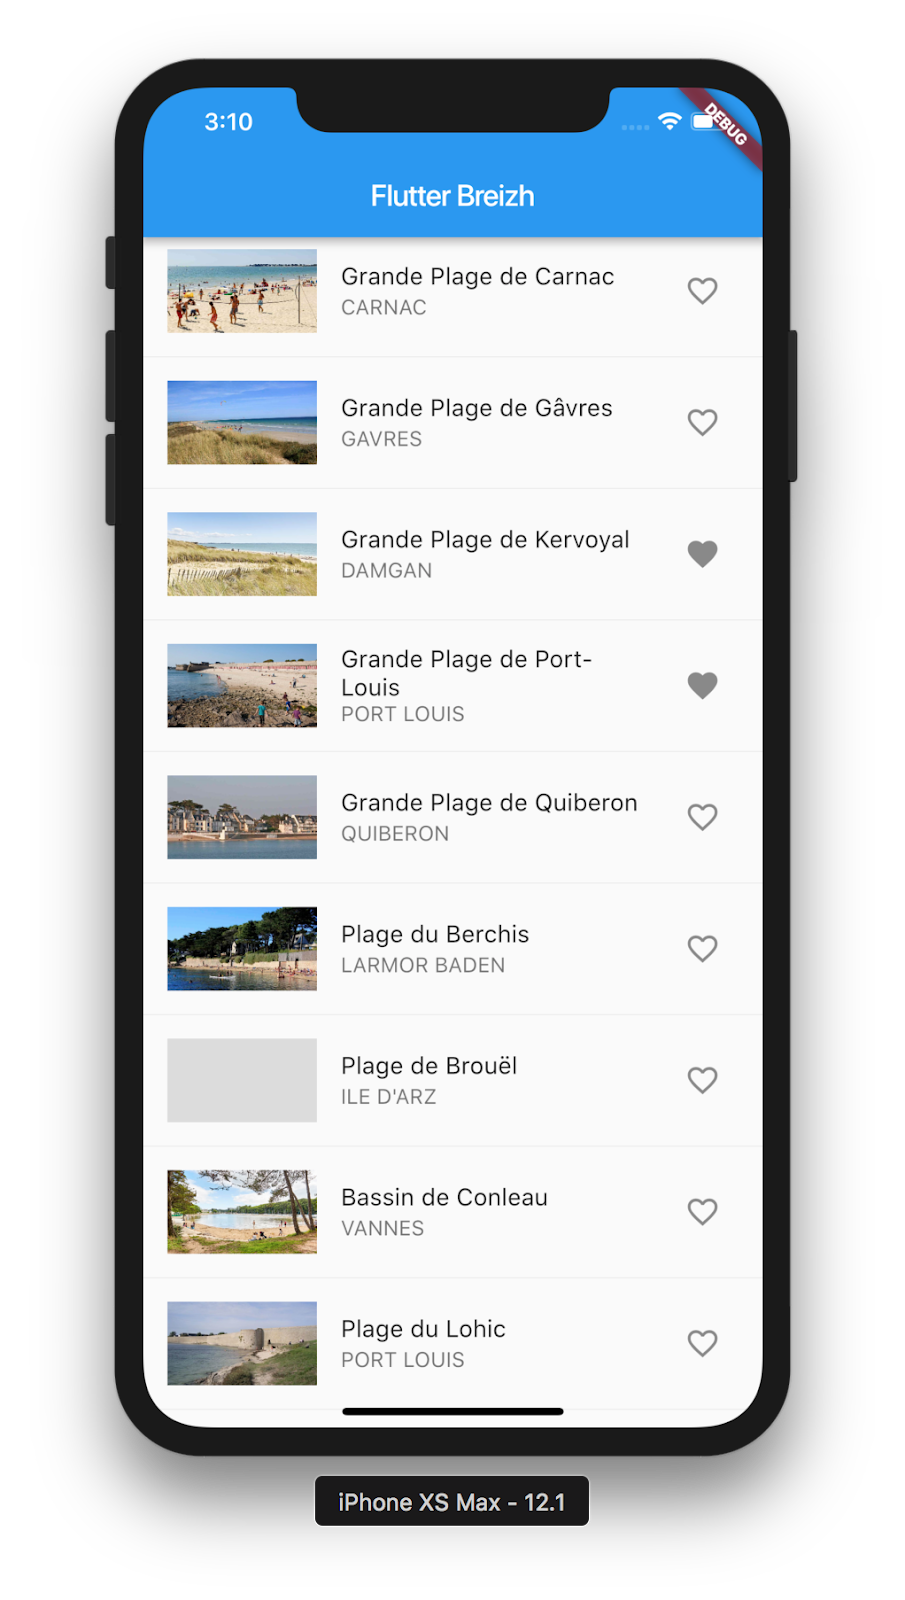 3:10
DEBUG
Flutter Breizh
Grande Plage de Carnac
CARNAC
Grande Plage de Gâvres
GAVRES
Grande Plage de Kervoyal
DAMGAN
Grande Plage de Port-
Louis
PORT LOUIS
Grande Plage de Quiberon
QUIBERON
Plage du Berchis
LARMOR BADEN
Plage de Brouël
ILE D'ARZ
Bassin de Conleau
VANNES
Plage du Lohic
PORT LOUIS
iPhone XS Max - 12.1